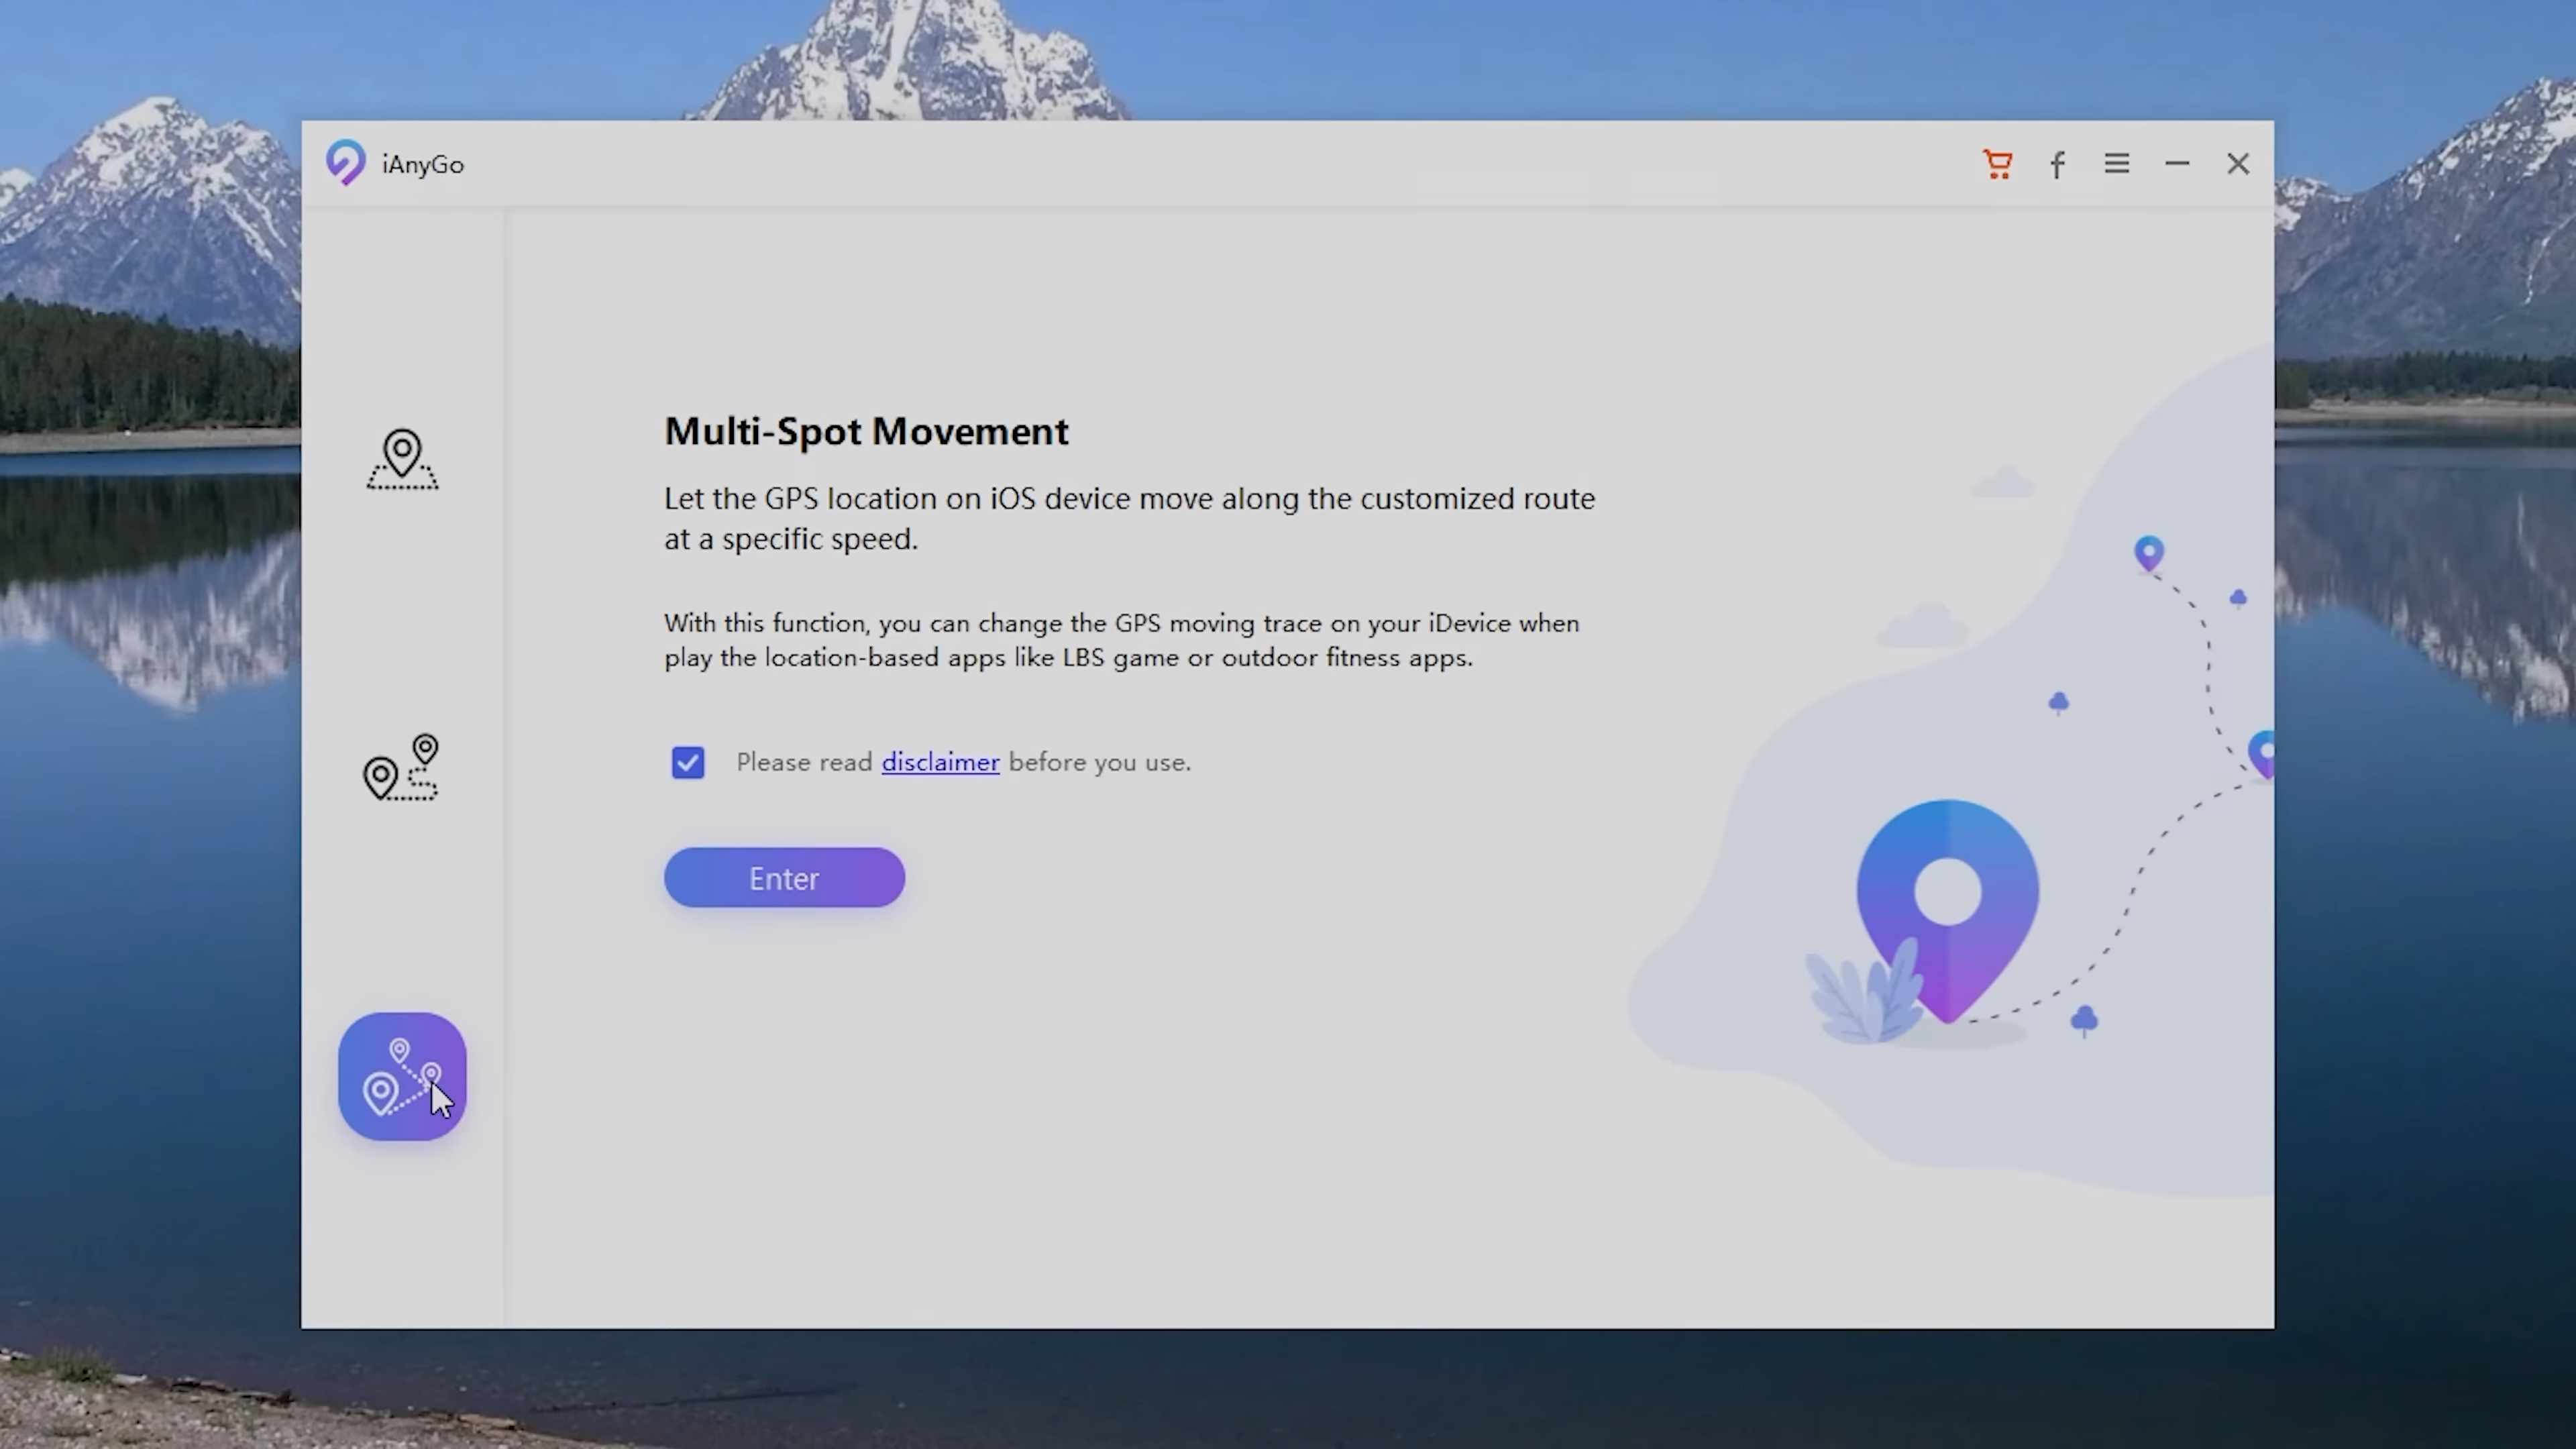 iAnyGo
Multi-Spot Movement
Let the GPS location on iOS device move along the customized route
at a specific speed.
With this function, you can change the GPS moving trace on your iDevice when
play the location-based apps like LBS game or outdoor fitness apps.
Please read disclaimer before you use.
Enter